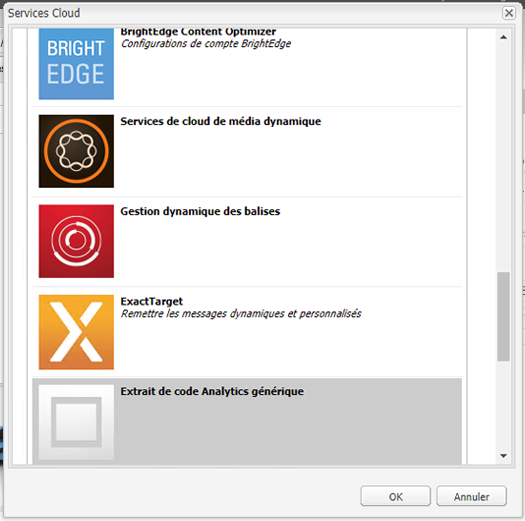 Services Cloud
BrightEdge Content Optimizer
Configurations de compte BrightEdge
BRIGHT
EDGE
Services de cloud de média dynamique
Gestion dynamique des balises
ExactTarget
Remettre les messages dynamiques et personnalisés
Extrait de code Analytics générique
OK
Annuler